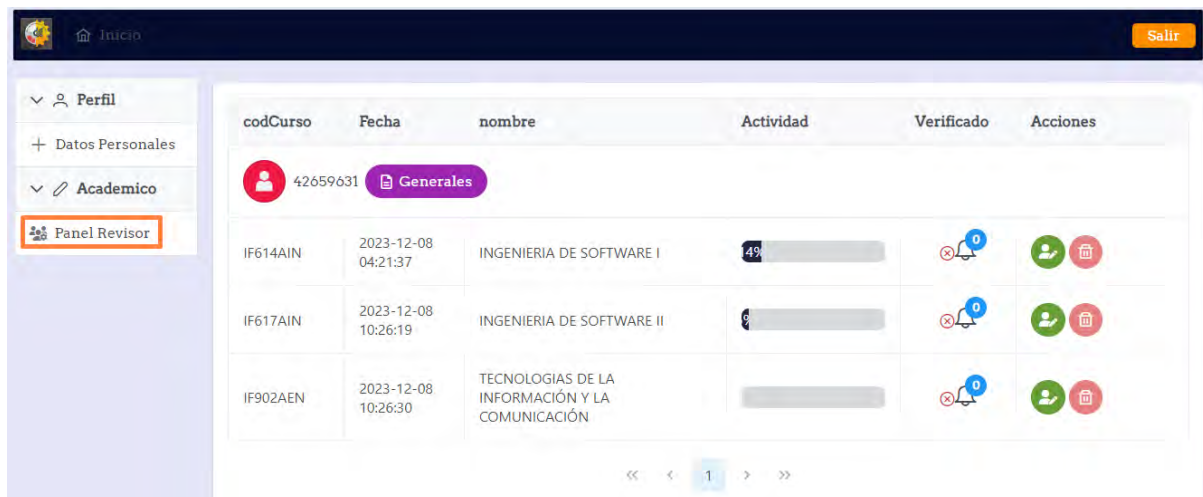 Inicio
Salir
Perfil
Datos Personales
Academico
Panel Revisor
codCurso Fecha nombre Actividad Verificado Acciones
42659631 Generales
IF614AIN 2023-12-08 04:21:37 INGENIERIA DE SOFTWARE I 14% 0
IF617AIN 2023-12-08 10:26:19 INGENIERIA DE SOFTWARE II % 0
IF902AEN 2023-12-08 10:26:30 TECNOLOGIAS DE LA INFORMACIÓN Y LA COMUNICACIÓN 0
<< < 1 > >>